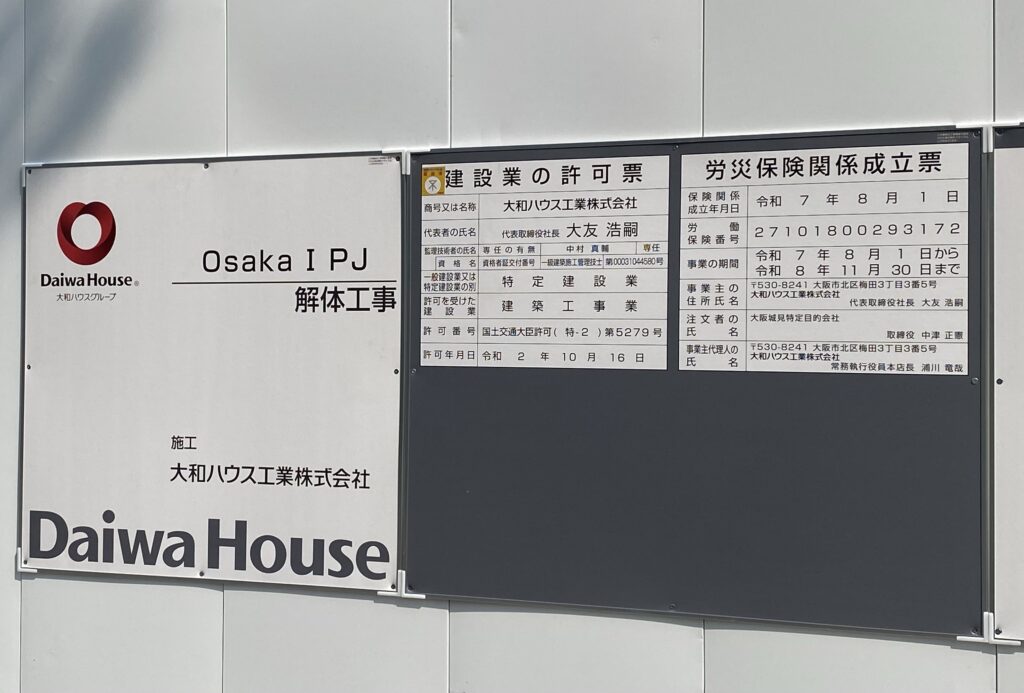 Daiwa House®
大和ハウスグループ
Osaka I PJ
解体工事
施工
大和ハウス工業株式会社
Daiwa House
建設業の許可票
商号又は名称 大和ハウス工業株式会社
代表者の氏名 代表取締役社長 大友 浩嗣
監理技術者の氏名 専任の有無 中村 真輔 専任
資格名 資格者証交付番号 一級建築施工管理技士 第00031044580号
一般建設業又は
特定建設業の別 特定建設業
許可を受けた
建設業 建築工事業
許可番号 国土交通大臣許可(特-2)第5279号
許可年月日 令和 2 年 10 月 16 日
労災保険関係成立票
保険関係
成立年月日 令和 7 年 8 月 1 日
労働
保険番号 27101800293172
事業の期間 令和 7 年 8 月 1 日から
令和 8 年 11 月 30 日まで
事業主の
住所氏名 〒530-8241 大阪市北区梅田3丁目3番5号
大和ハウス工業株式会社
代表取締役社長 大友 浩嗣
注文者の
氏名 大阪城見特定目的会社
取締役 中津 正憲
事業主代理人の
氏名 〒530-8241 大阪市北区梅田3丁目3番5号
大和ハウス工業株式会社
常務執行役員本店長 浦川 竜哉